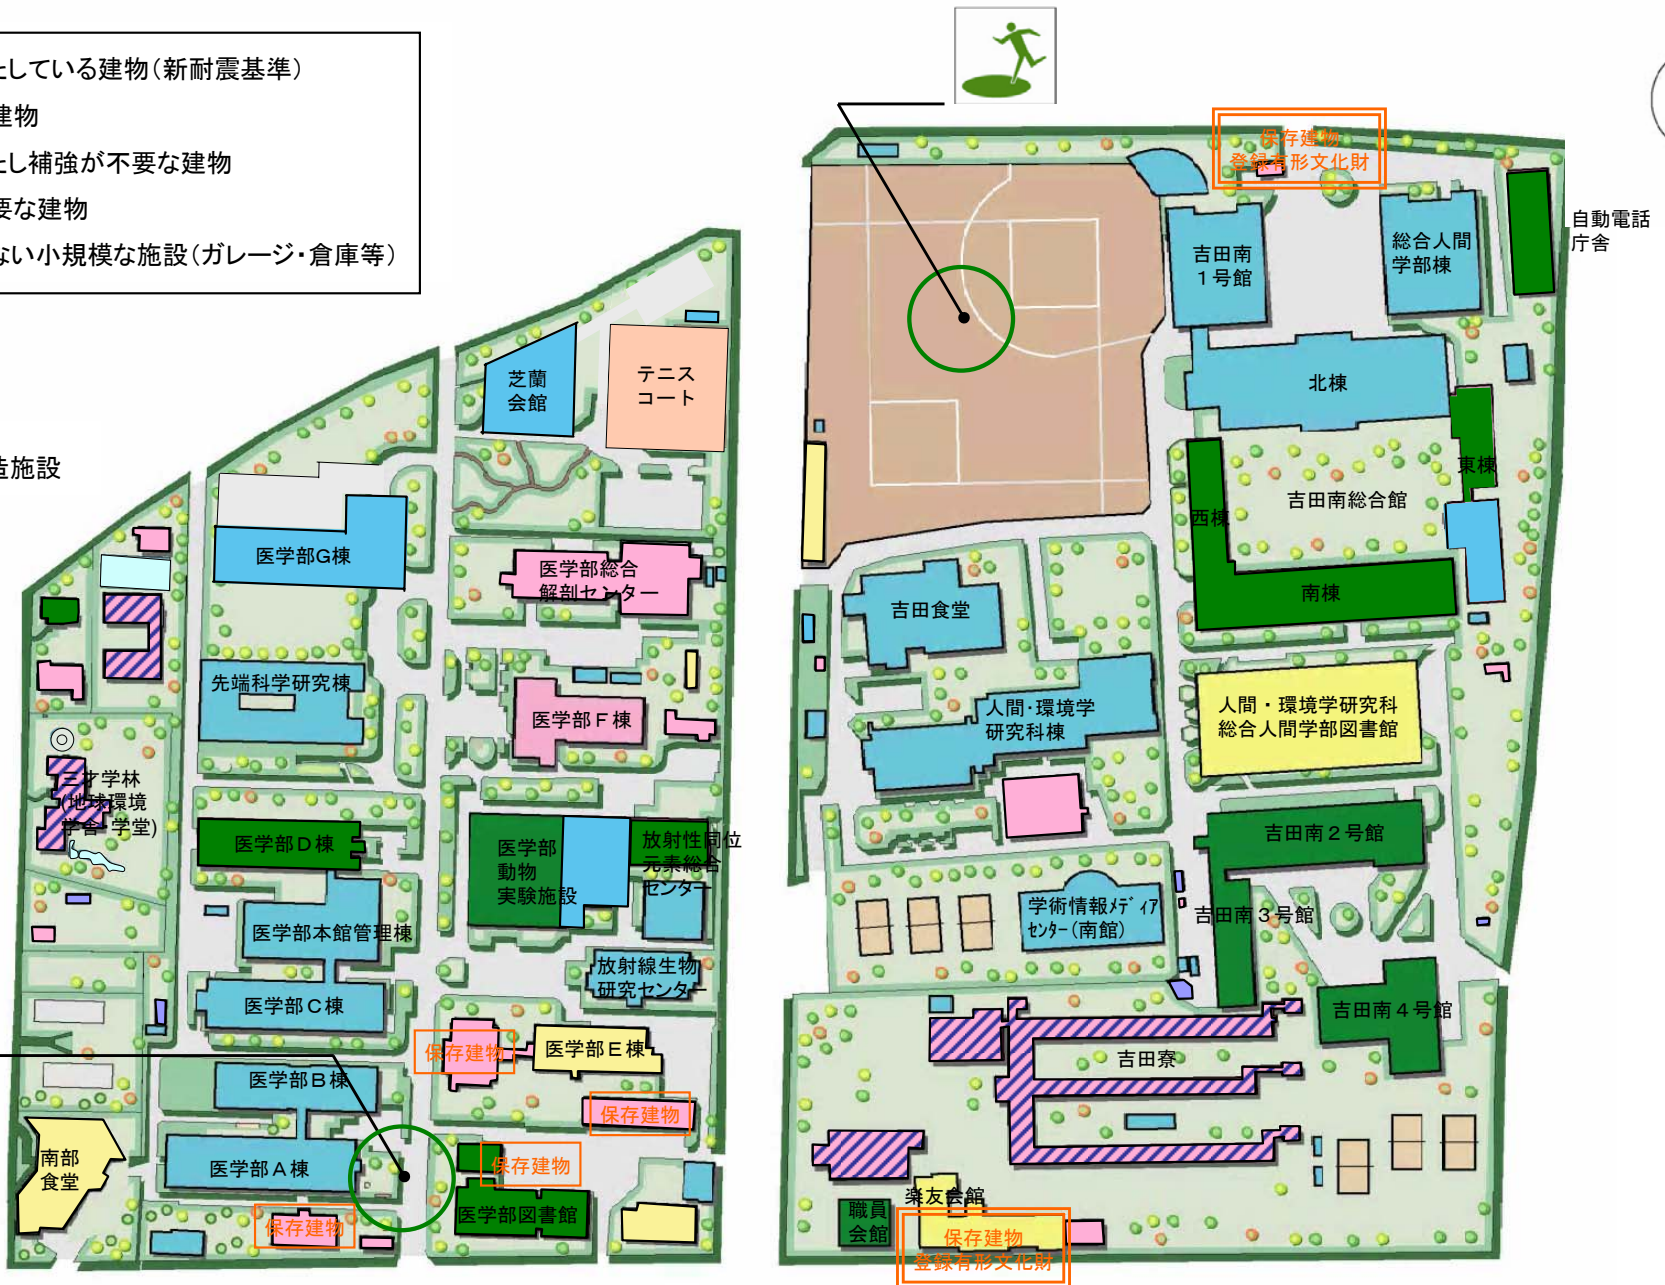 している建物(新耐震基準)
建物
し補強が不要な建物
要な建物
ない小規模な施設(ガレージ・倉庫等)
造施設
保存建物
登録有形文化財
自動電話
庁舎
吉田南
1号館
総合人間
学部棟
北棟
東棟
西棟
吉田南総合館
南棟
芝蘭
会館
テニス
コート
医学部G棟
医学部総合
解剖センター
吉田食堂
先端科学研究棟
医学部F棟
人間・環境学
研究科棟
人間・環境学研究科
総合人間学部図書館
三才学林
(地球環境
学舎・学堂)
医学部D棟
医学部
動物
実験施設
放射性同位
元素総合
センター
吉田南2号館
医学部本館管理棟
学術情報メディア
センター(南館)
吉田南3号館
放射線生物
研究センター
医学部C棟
吉田南4号館
保存建物
医学部E棟
吉田寮
医学部B棟
保存建物
南部
食堂
医学部A棟
保存建物
医学部図書館
保存建物
職員
会館
楽友会館
保存建物
登録有形文化財